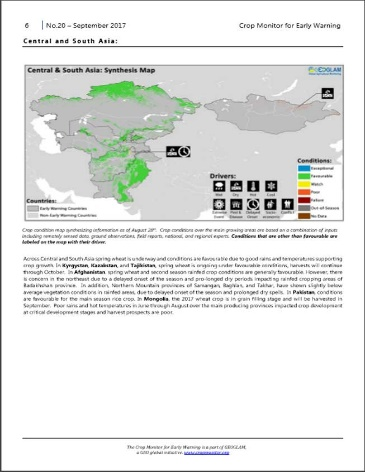 6 | No.20 – September 2017 Crop Monitor for Early Warning
Central and South Asia:
Central & South Asia: Synthesis Map
GEOGLAM
Conditions:
Exceptional
Favourable
Watch
Poor
Failure
Out of Season
No Data
Drivers:
Wet Dry Hot Cool
Extreme Event Pest & Disease Delayed Onset Socio-economic Conflict
Countries:
Early Warning Countries
Non Early Warning Countries
Crop condition map synthesizing information as of August 28th. Crop conditions over the main growing areas are based on a combination of inputs
including remotely sensed data, ground observations, field reports, national, and regional experts. Conditions that are other than favourable are
labeled on the map with their driver.
Across Central and South Asia spring wheat is underway and conditions are favourable due to good rains and temperatures supporting
crop growth. In Kyrgystan, Kazakstan, and Tajikistan, spring wheat is ongoing under favourable conditions, harvests will continue
through October. In Afghanistan, spring wheat and second season rainfed crop conditions are generally favourable. However, there
is concern in the northeast due to a delayed onset of the season and pro-longed dry periods impacting rainfed cropping areas of
Badakhshan province. In addition, Northern Mountain provinces of Samangan, Baghlan, and Takhar, have shown slightly below
average vegetation conditions in rainfed areas, due to delayed onset of the season and prolonged dry spells. In Pakistan, conditions
are favourable for the main season rice crop. In Mongolia, the 2017 wheat crop is in grain filling stage and will be harvested in
September. Poor rains and hot temperatures in June through August over the main producing provinces impacted crop development
at critical development stages and harvest prospects are poor.
The Crop Monitor for Early Warning is a part of GEOGLAM,
a GEO global initiative. www.cropmonitor.org